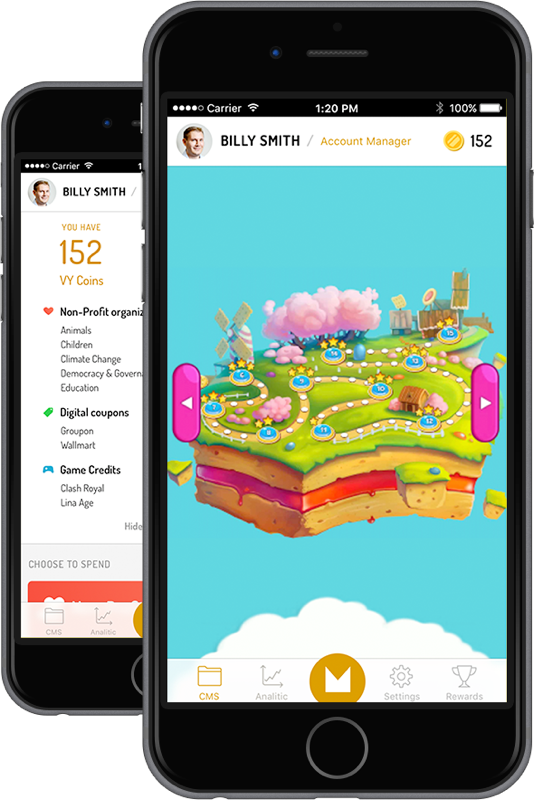 Carrier
1:20 PM
100%
BILLY SMITH / Account Manager
152
6
7
8
9
10
11
12
13
14
15
CMS
Analitic
Settings
Rewards
Carrier
1
BILLY SMITH /
YOU HAVE
152
VY Coins
Non-Profit organiz
Animals
Children
Climate Change
Democracy & Governa
Education
Digital coupons
Groupon
Wallmart
Game Credits
Clash Royal
Lina Age
Hide
CHOOSE TO SPEND
CMS
Analitic